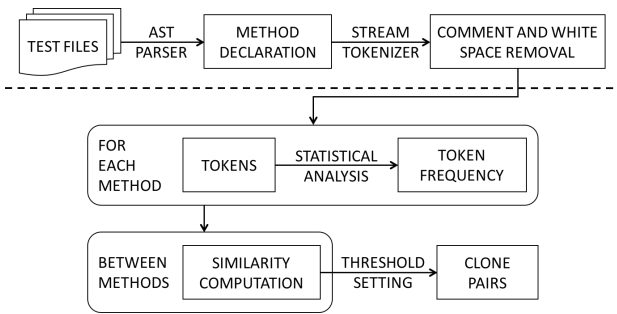 TEST FILES
AST
PARSER
METHOD
DECLARATION
STREAM
TOKENIZER
COMMENT AND WHITE
SPACE REMOVAL
FOR
EACH
METHOD
TOKENS
STATISTICAL
ANALYSIS
TOKEN
FREQUENCY
BETWEEN
METHODS
SIMILARITY
COMPUTATION
THRESHOLD
SETTING
CLONE
PAIRS